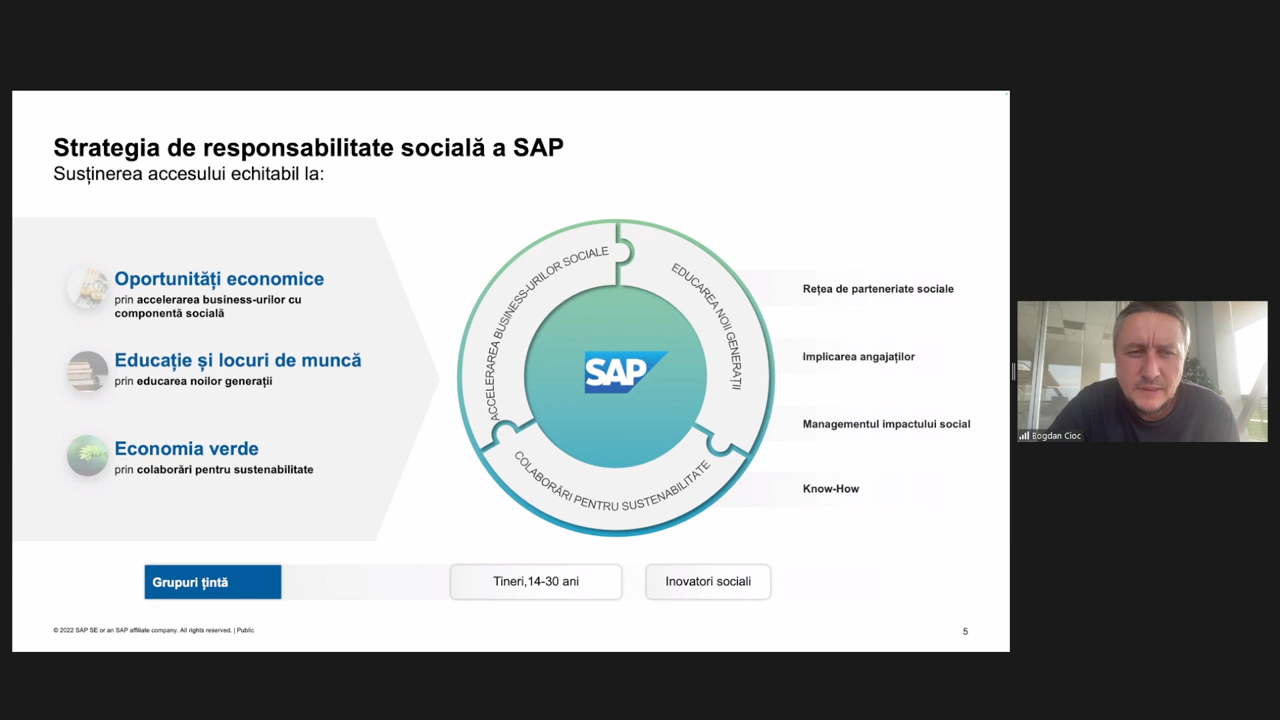 Strategia de responsabilitate socială a SAP
Susținerea accesului echitabil la:
Oportunități economice
prin accelerarea business-urilor cu
componentă socială
Educație și locuri de muncă
prin educarea noilor generații
Economia verde
prin colaborări pentru sustenabilitate
ACCELERAREA BUSINESS-URILOR SOCIALE
EDUCAREA NOII GENERAȚII
COLABORĂRI PENTRU SUSTENABILITATE
SAP
Rețea de parteneriate sociale
Implicarea angajaților
Managementul impactului social
Know-How
Grupuri țintă
Tineri,14-30 ani
Inovatori sociali
© 2022 SAP SE or an SAP affiliate company. All rights reserved. | Public
5
Bogdan Cioc